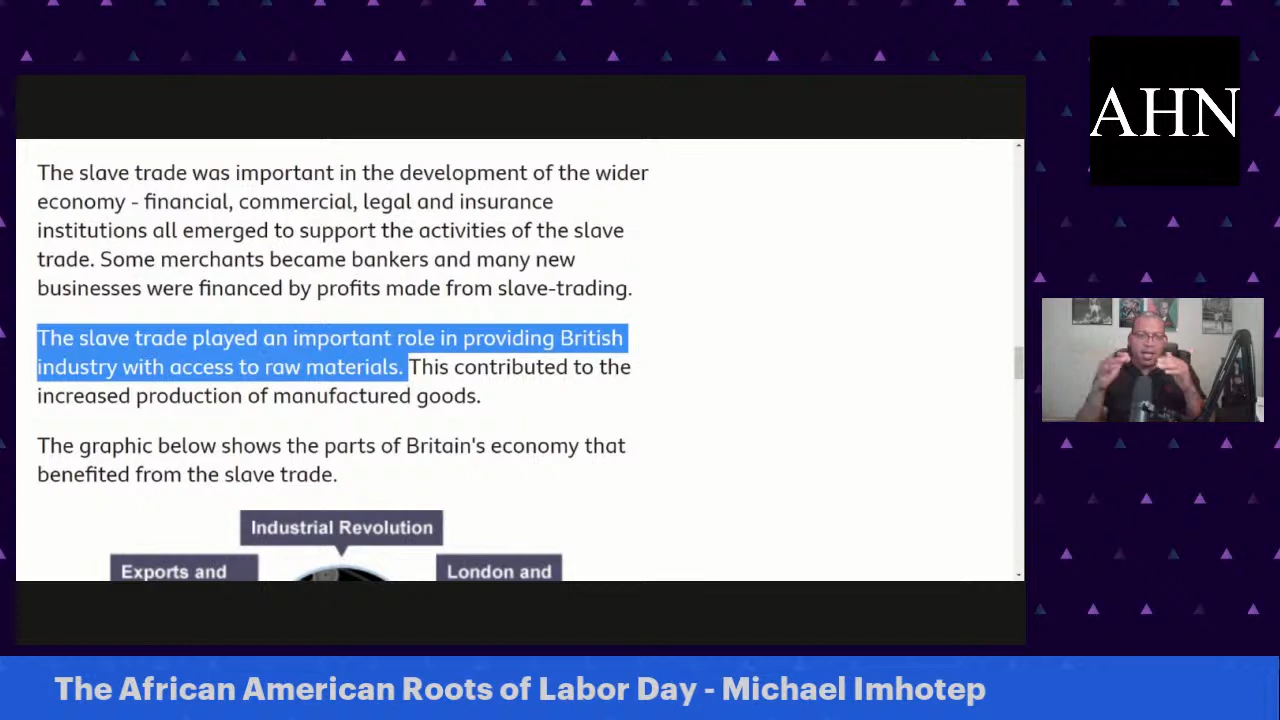 AHN
The slave trade was important in the development of the wider
economy - financial, commercial, legal and insurance
institutions all emerged to support the activities of the slave
trade. Some merchants became bankers and many new
businesses were financed by profits made from slave-trading.
The slave trade played an important role in providing British
industry with access to raw materials. This contributed to the
increased production of manufactured goods.
The graphic below shows the parts of Britain's economy that
benefited from the slave trade.
Industrial Revolution
Exports and
London and
The African American Roots of Labor Day - Michael Imhotep